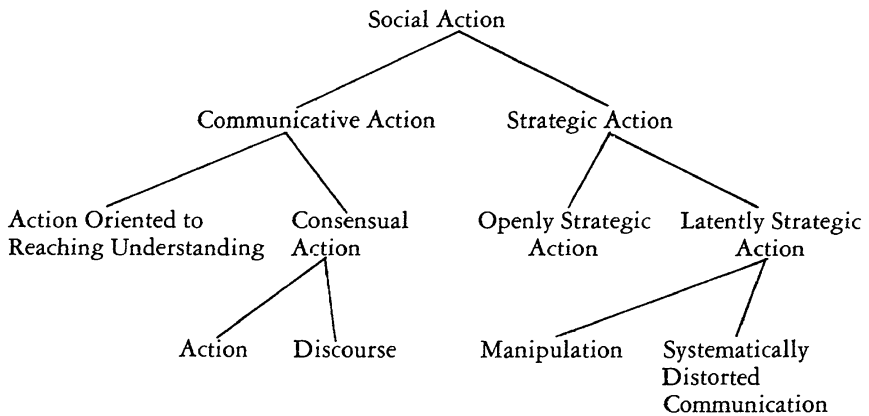 Social Action
Communicative Action
Strategic Action
Action Oriented to
Reaching Understanding
Consensual
Action
Openly Strategic
Action
Latently Strategic
Action
Action
Discourse
Manipulation
Systematically
Distorted
Communication